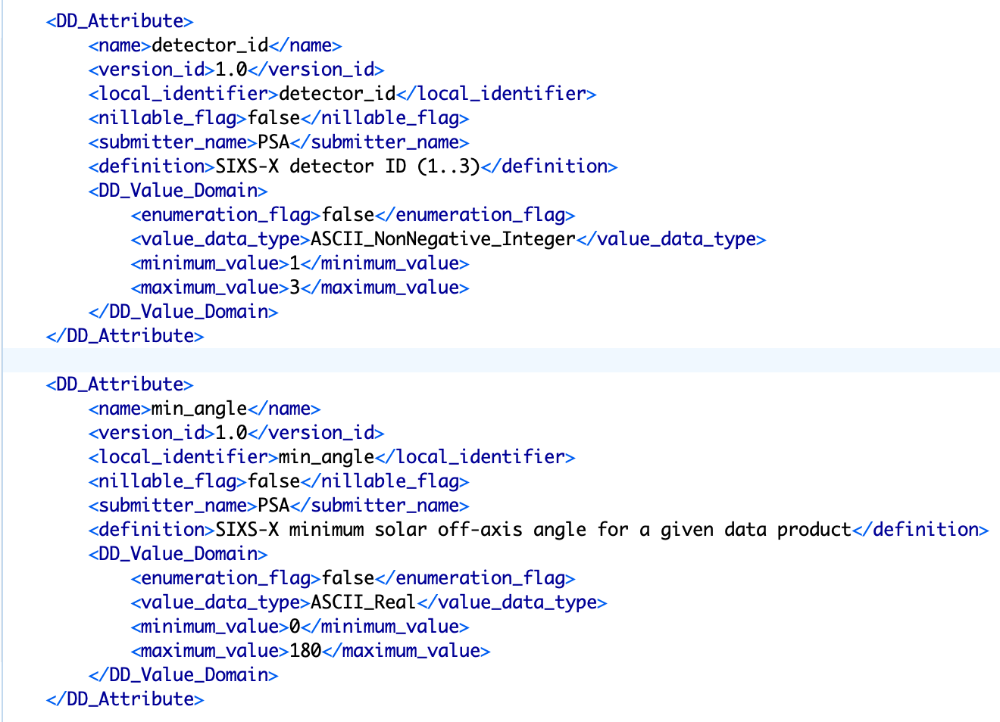 <DD_Attribute>
<name>detector_id</name>
<version_id>1.0</version_id>
<local_identifier>detector_id</local_identifier>
<nillable_flag>false</nillable_flag>
<submitter_name>PSA</submitter_name>
<definition>SIXS-X detector ID (1..3)</definition>
<DD_Value_Domain>
<enumeration_flag>false</enumeration_flag>
<value_data_type>ASCII_NonNegative_Integer</value_data_type>
<minimum_value>1</minimum_value>
<maximum_value>3</maximum_value>
</DD_Value_Domain>
</DD_Attribute>
<DD_Attribute>
<name>min_angle</name>
<version_id>1.0</version_id>
<local_identifier>min_angle</local_identifier>
<nillable_flag>false</nillable_flag>
<submitter_name>PSA</submitter_name>
<definition>SIXS-X minimum solar off-axis angle for a given data product</definition>
<DD_Value_Domain>
<enumeration_flag>false</enumeration_flag>
<value_data_type>ASCII_Real</value_data_type>
<minimum_value>0</minimum_value>
<maximum_value>180</maximum_value>
</DD_Value_Domain>
</DD_Attribute>